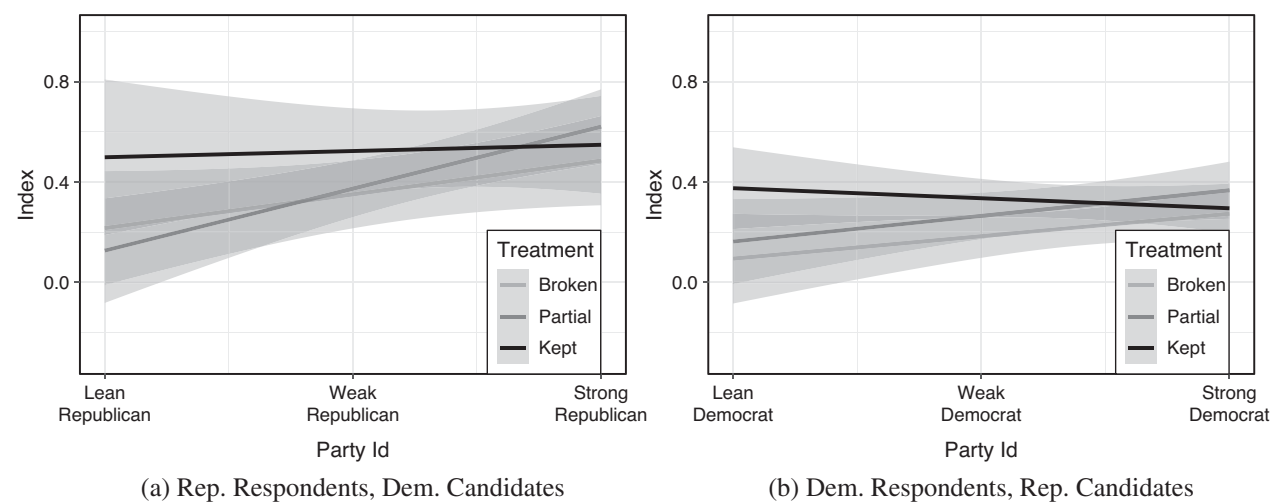 0.8
0.4
0.0
Index
Treatment
Broken
Partial
Kept
Lean
Republican
Weak
Republican
Strong
Republican
Party Id
(a) Rep. Respondents, Dem. Candidates
0.8
0.4
0.0
Index
Treatment
Broken
Partial
Kept
Lean
Democrat
Weak
Democrat
Strong
Democrat
Party Id
(b) Dem. Respondents, Rep. Candidates